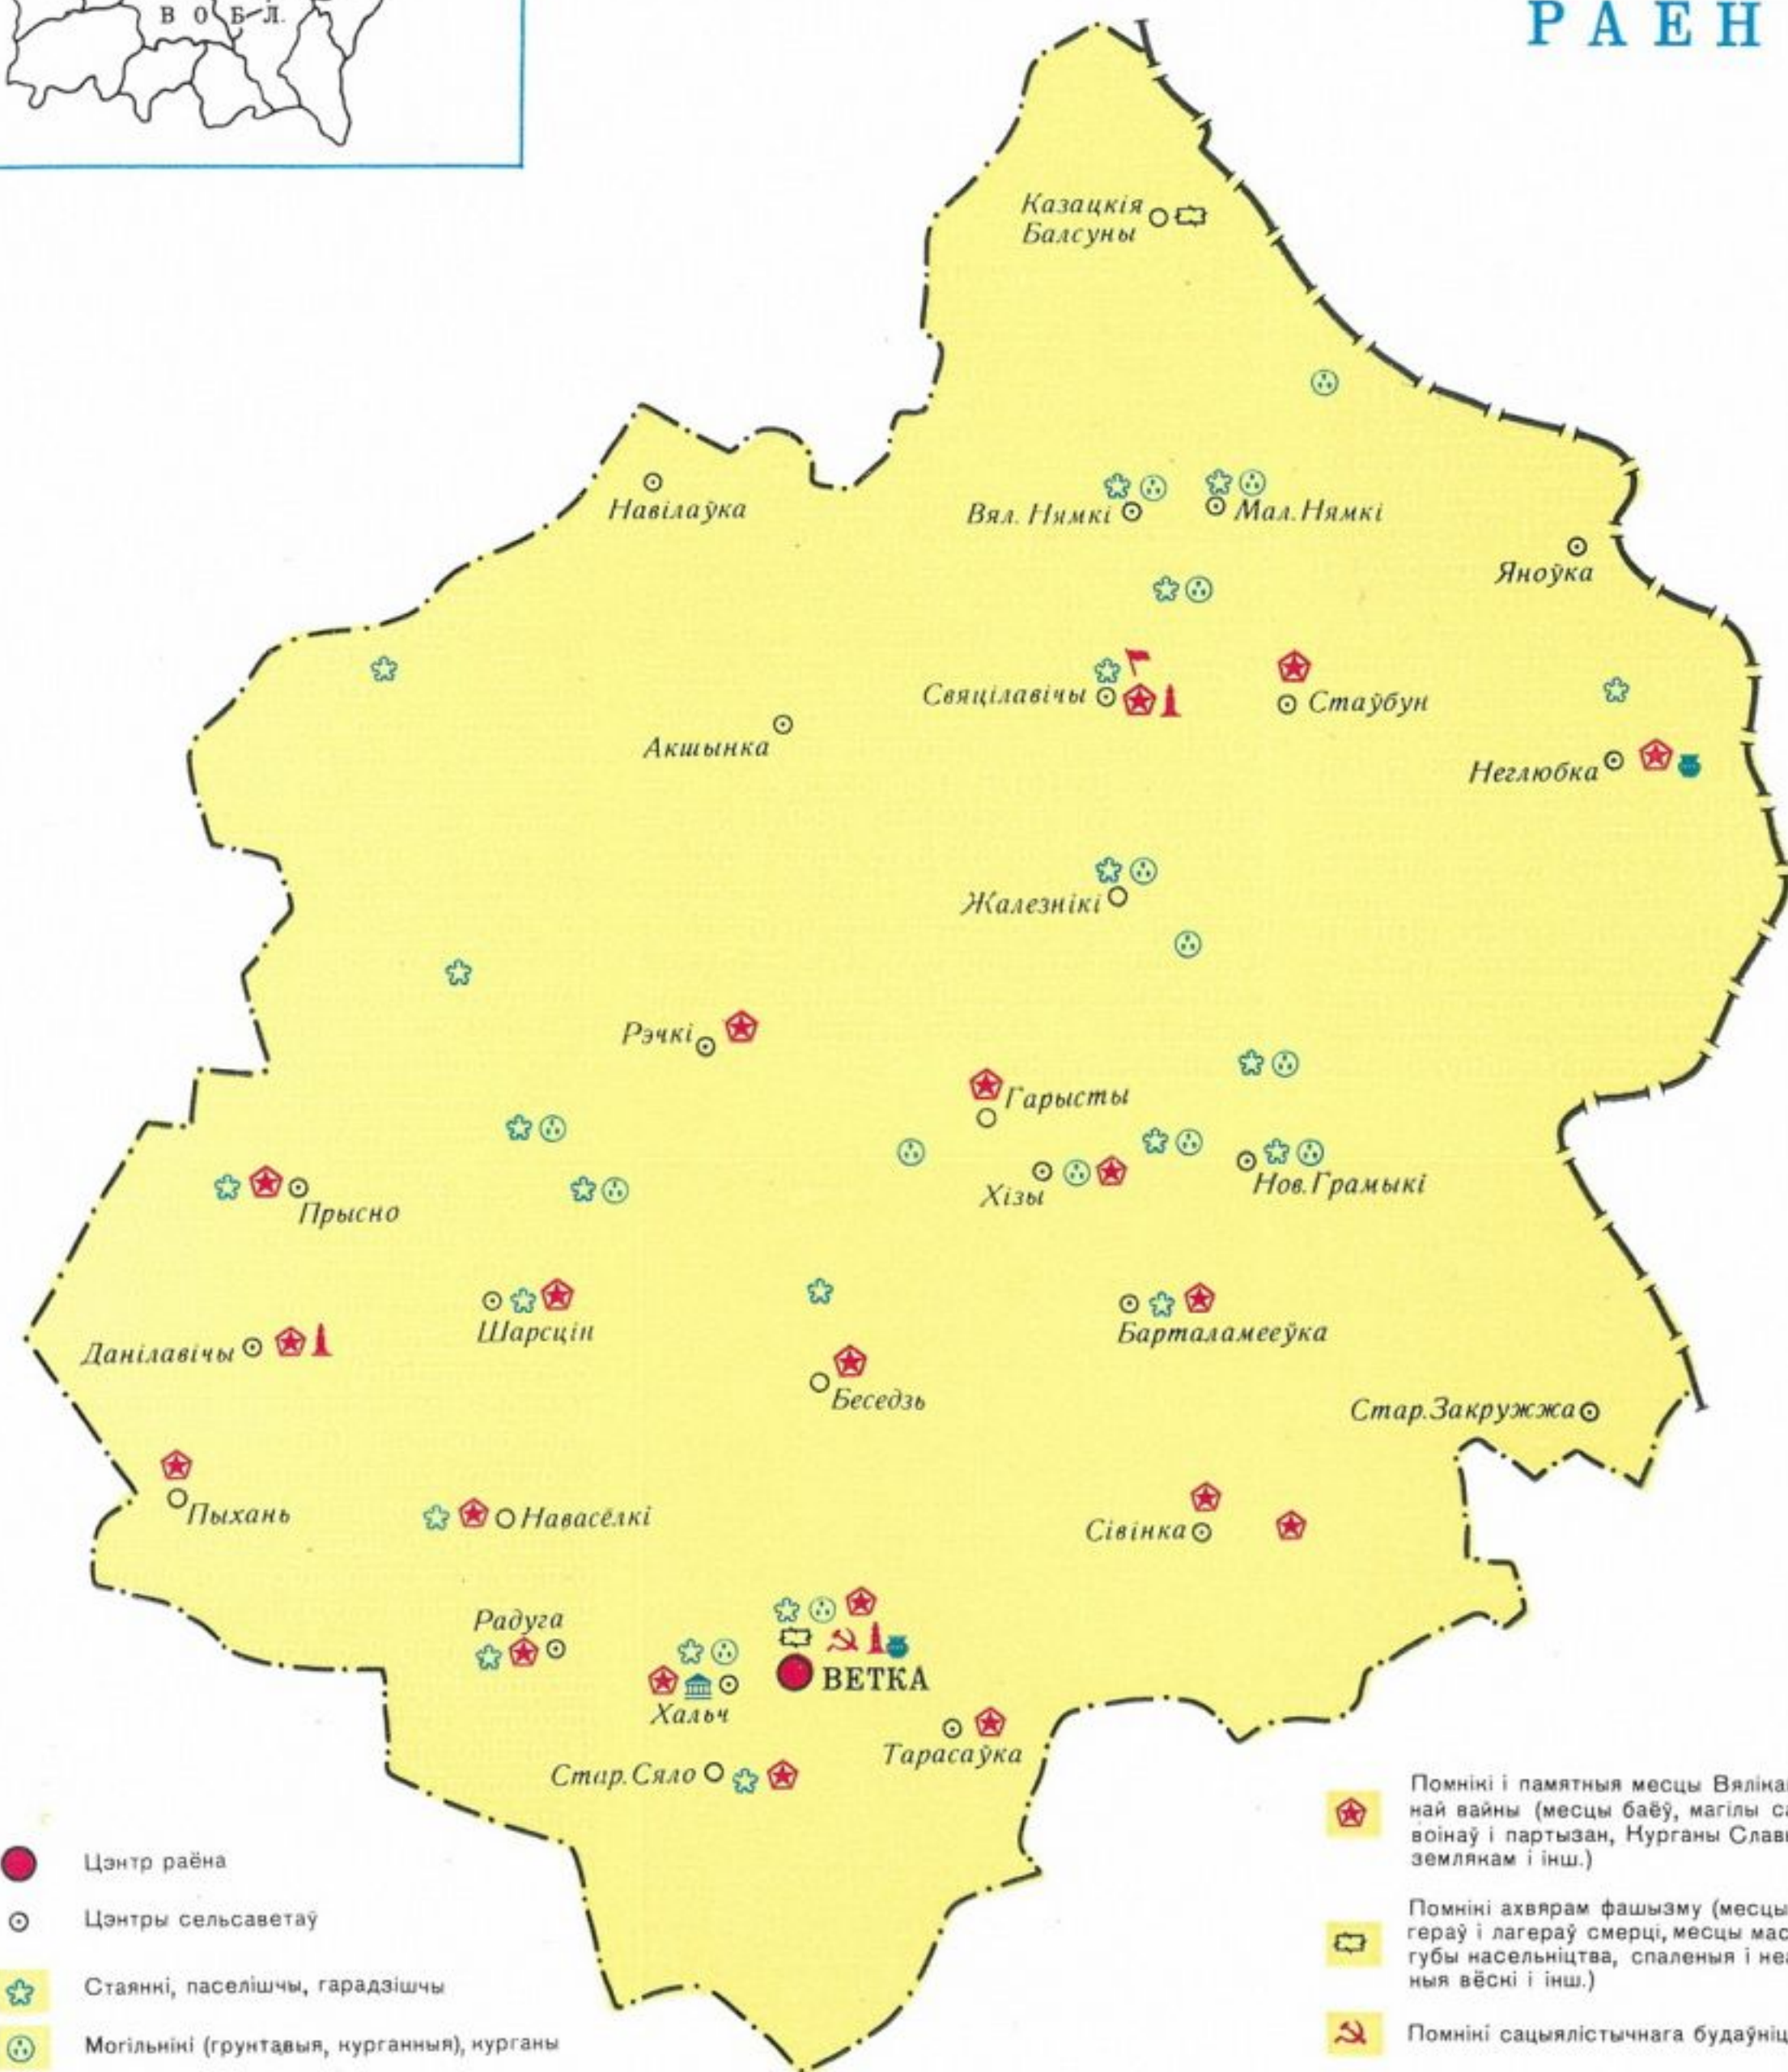 В О Б Л.
РАЕН
Казацкія
Балсуны
Навілаўка
Вял. Нямкі
Мал. Нямкі
Яноўка
Свяцілавічы
Стаўбун
Акшынка
Неглюбка
Жалезнікі
Рэчкі
Гарысты
Хізы
Нов. Грамыкі
Прысно
Шарсцін
Барталамееўка
Данілавічы
Беседзь
Стар. Закружжа
Пыхань
Навасёлкі
Сівінка
Радуга
ВЕТКА
Хальч
Тарасаўка
Стар. Сяло
Цэнтр раёна
Цэнтры сельсаветаў
Стаянкі, паселішчы, гарадзішчы
Могільнікі (грунтавыя, курганныя), курганы
Помнікі і памятныя месцы
най вайны (месцы баёў, магілы
воінаў і партызан, Курганы
землякам і інш.)
Помнікі ахвярам фашызму (месцы
гераў і лагераў смерці, месцы
губы насельніцтва, спаленыя і
ныя вёскі і інш.)
Помнікі сацыялістычнага